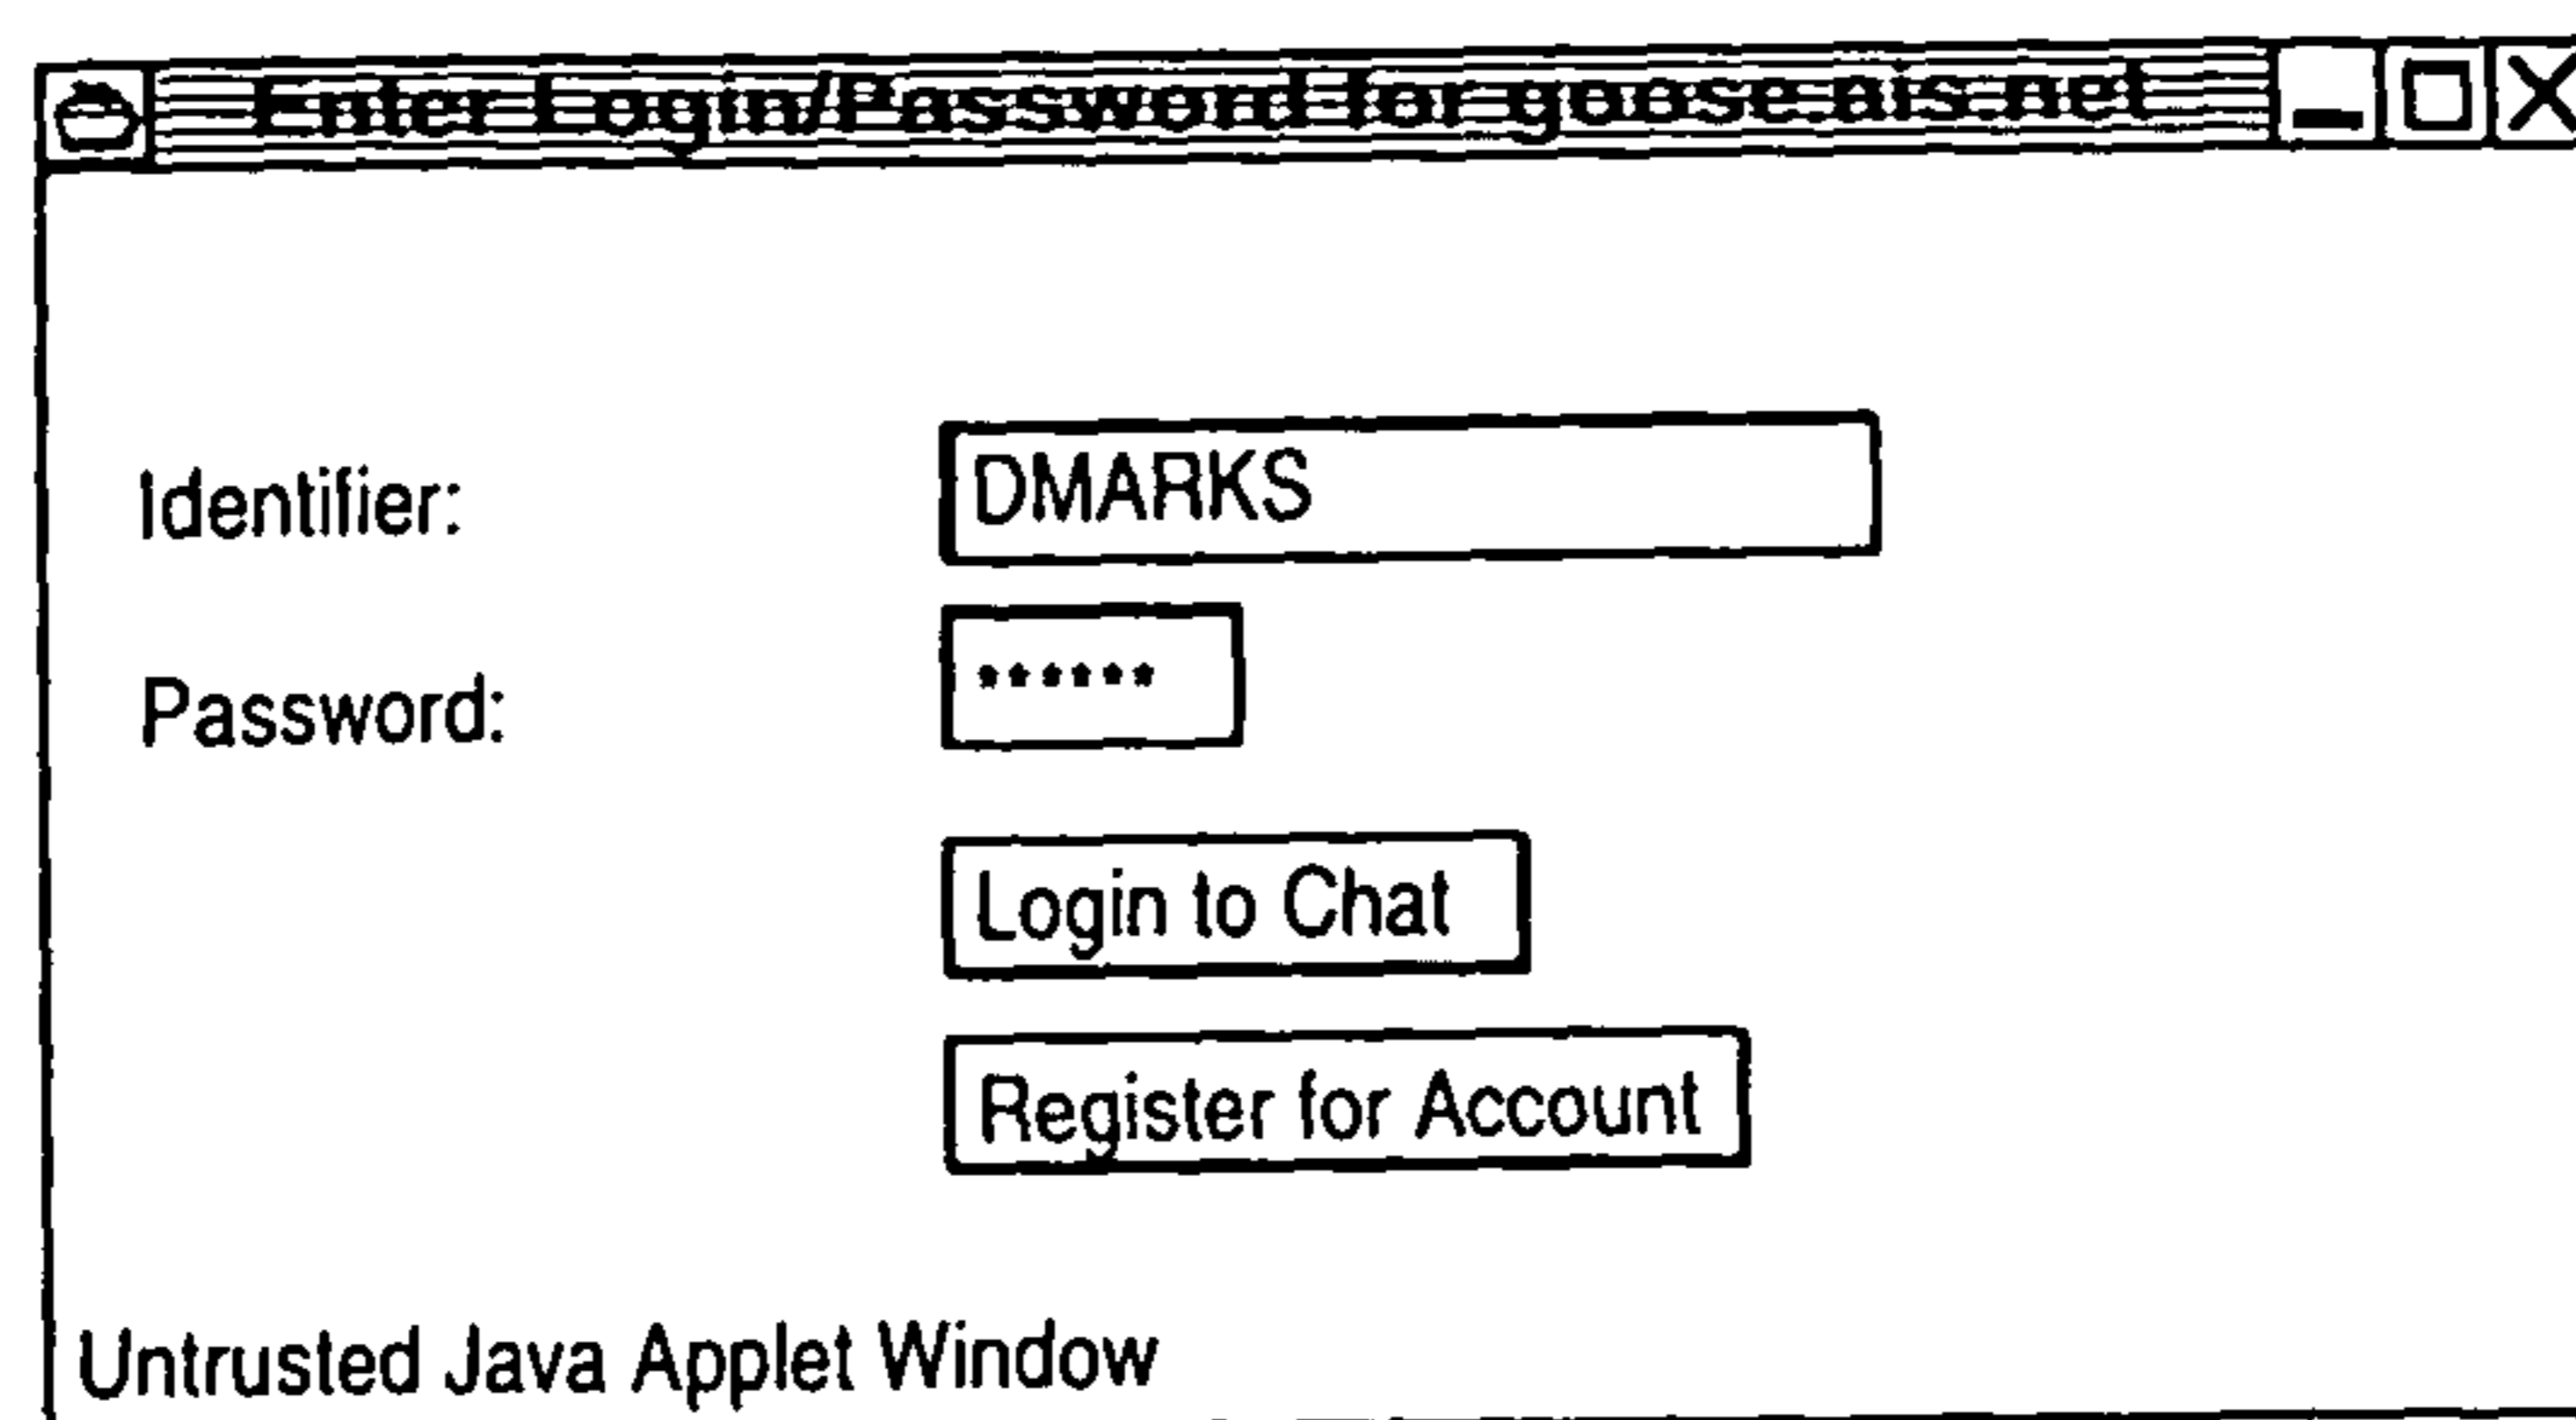 Enter Login/Password for goose.ais.net
Identifier: DMARKS
Password: ******
Login to Chat
Register for Account
Untrusted Java Applet Window